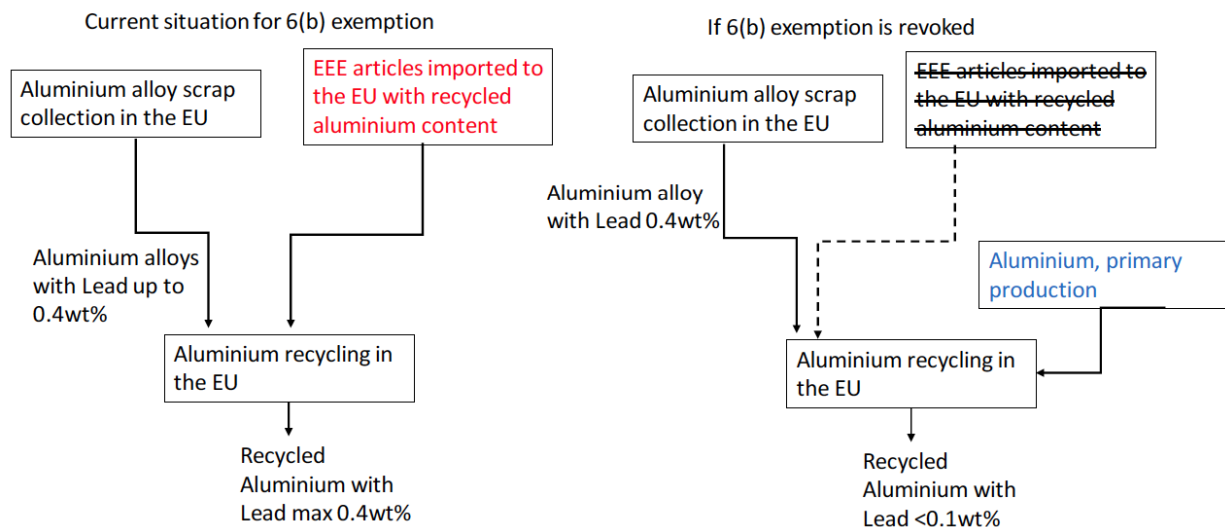 Current situation for 6(b) exemption
Aluminium alloy scrap
collection in the EU
EEE articles imported to
the EU with recycled
aluminium content
Aluminium alloys
with Lead up to
0.4wt%
Aluminium recycling in
the EU
Recycled
Aluminium with
Lead max 0.4wt%
If 6(b) exemption is revoked
Aluminium alloy scrap
collection in the EU
EEE articles imported to
the EU with recycled
aluminium content
Aluminium alloy
with Lead 0.4wt%
Aluminium, primary
production
Aluminium recycling in
the EU
Recycled
Aluminium with
Lead <0.1wt%